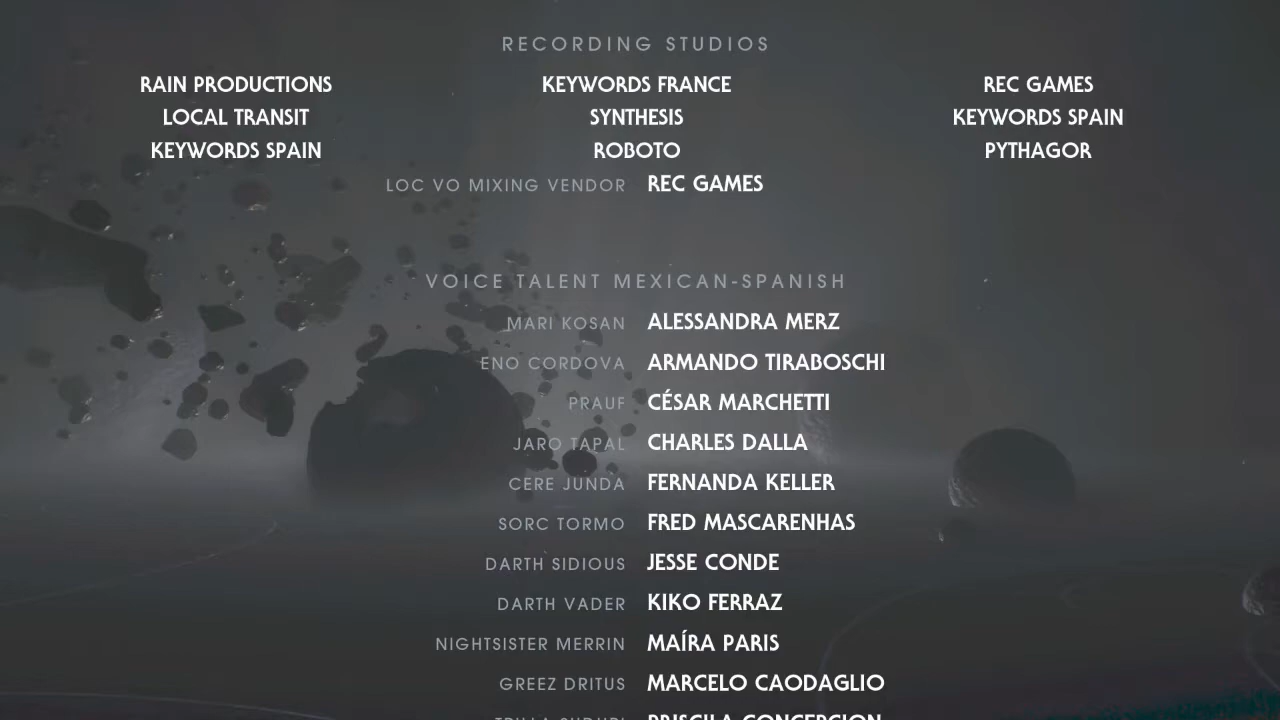 RECORDING STUDIOS
RAIN PRODUCTIONS KEYWORDS FRANCE REC GAMES
LOCAL TRANSIT SYNTHESIS KEYWORDS SPAIN
KEYWORDS SPAIN ROBOTO PYTHAGOR
LOC VO MIXING VENDOR REC GAMES
VOICE TALENT MEXICAN-SPANISH
MARI KOSAN ALESSANDRA MERZ
ENO CORDOVA ARMANDO TIRABOSCHI
PRAUF CÉSAR MARCHETTI
JARO TAPAL CHARLES DALLA
CERE JUNDA FERNANDA KELLER
SORC TORMO FRED MASCARENHAS
DARTH SIDIOUS JESSE CONDE
DARTH VADER KIKO FERRAZ
NIGHTSISTER MERRIN MAÍRA PARIS
GREEZ DRITUS MARCELO CAODAGLIO